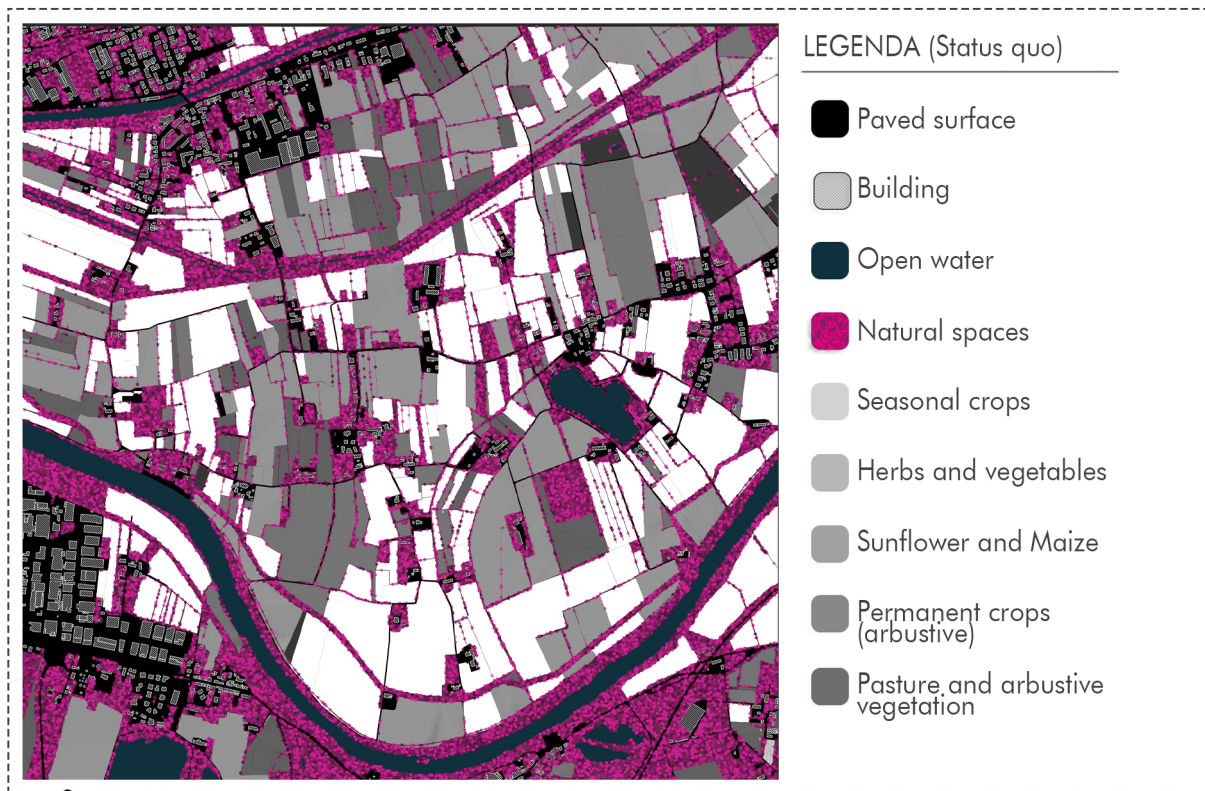 LEGENDA (Status quo)
Paved surface
Building
Open water
Natural spaces
Seasonal crops
Herbs and vegetables
Sunflower and Maize
Permanent crops
(arbustive)
Pasture and arbustive
vegetation